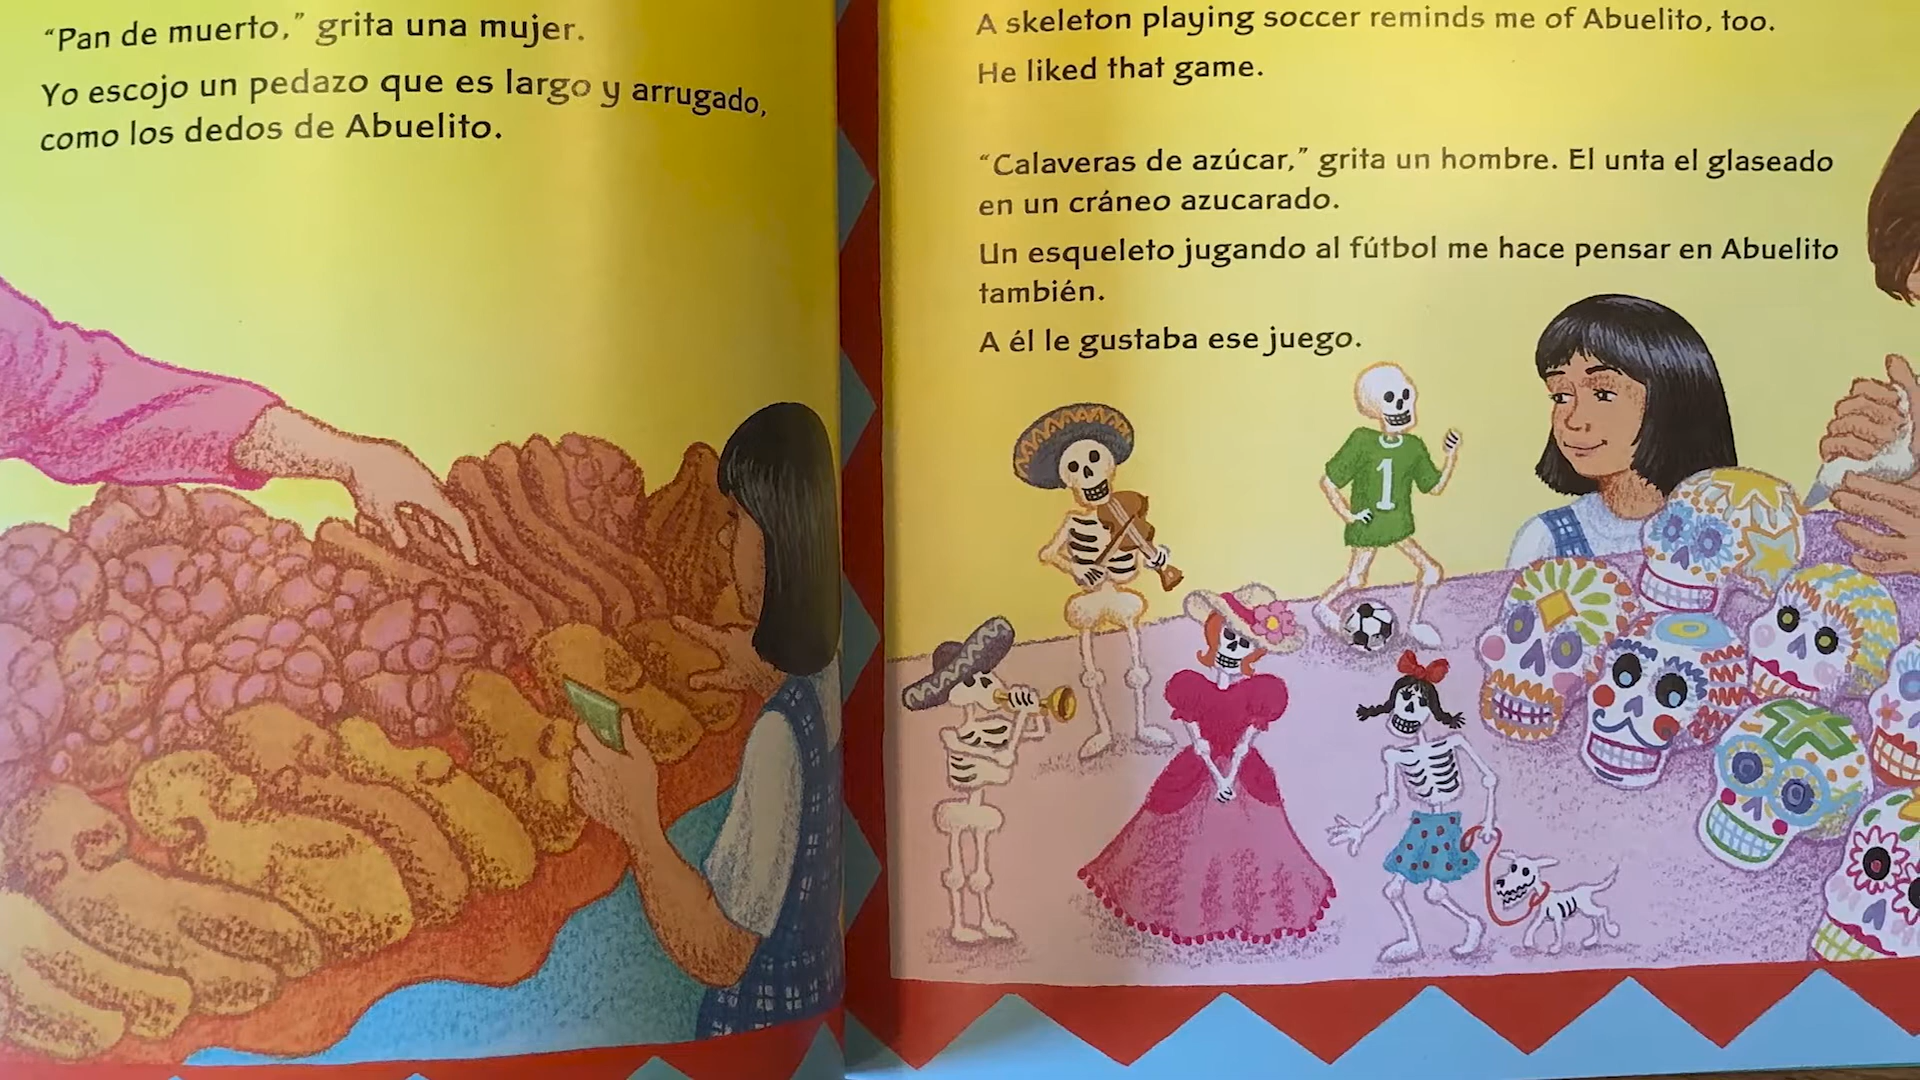 “Pan de muerto,” grita una mujer.
Yo escojo un pedazo que es largo y arrugado,
como los dedos de Abuelito.
A skeleton playing soccer reminds me of Abuelito, too.
He liked that game.
“Calaveras de azúcar,” grita un hombre. El unta el glaseado
en un cráneo azucarado.
Un esqueleto jugando al fútbol me hace pensar en Abuelito
también.
A él le gustaba ese juego.
1